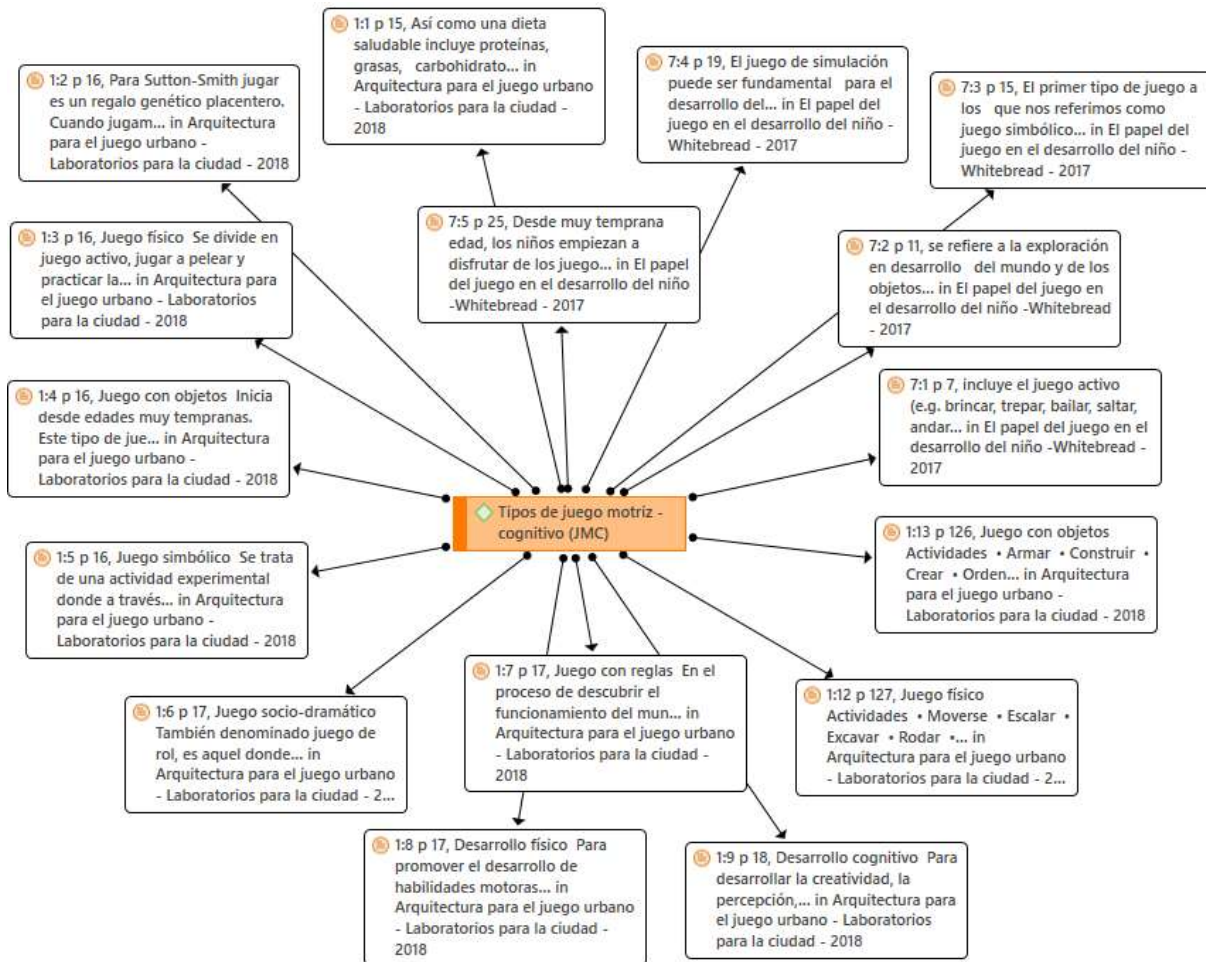 1:1 p 15, Así como una dieta
saludable incluye proteínas,
grasas, carbohidrato... in
Arquitectura para el juego urbano
- Laboratorios para la ciudad -
2018
7:4 p 19, El juego de simulación
puede ser fundamental para el
desarrollo del... in El papel del
juego en el desarrollo del niño -
Whitebread - 2017
1:2 p 16, Para Sutton-Smith jugar
es un regalo genético placentero.
Cuando jugam... in Arquitectura
para el juego urbano -
Laboratorios para la ciudad - 2018
7:3 p 15, El primer tipo de juego a
los que nos referimos como
juego simbólico... in El papel del
juego en el desarrollo del niño -
Whitebread - 2017
7:5 p 25, Desde muy temprana
edad, los niños empiezan a
disfrutar de los juego... in El papel
del juego en el desarrollo del niño
-Whitebread - 2017
1:3 p 16, Juego físico Se divide en
juego activo, jugar a pelear y
practicar la... in Arquitectura para
el juego urbano - Laboratorios
para la ciudad - 2018
7:2 p 11, se refiere a la exploración
en desarrollo del mundo y de los
objetos... in El papel del juego en
el desarrollo del niño -Whitebread
- 2017
1:4 p 16, Juego con objetos Inicia
desde edades muy tempranas.
Este tipo de jue... in Arquitectura
para el juego urbano -
Laboratorios para la ciudad - 2018
7:1 p 7, incluye el juego activo
(e.g. brincar, trepar, bailar, saltar,
andar... in El papel del juego en el
desarrollo del niño -Whitebread -
2017
Tipos de juego motriz -
cognitivo (JMC)
1:13 p 126, Juego con objetos
Actividades • Armar • Construir •
Crear • Orden... in Arquitectura
para el juego urbano -
Laboratorios para la ciudad - 2018
1:5 p 16, Juego simbólico Se trata
de una actividad experimental
donde a través... in Arquitectura
para el juego urbano -
Laboratorios para la ciudad - 2018
1:7 p 17, Juego con reglas En el
proceso de descubrir el
funcionamiento del mun... in
Arquitectura para el juego urbano
- Laboratorios para la ciudad -
2018
1:12 p 127, Juego físico
Actividades • Moverse • Escalar •
Excavar • Rodar •... in
Arquitectura para el juego urbano
- Laboratorios para la ciudad - 2...
1:6 p 17, Juego socio-dramático
También denominado juego de
rol, es aquel donde... in
Arquitectura para el juego urbano
- Laboratorios para la ciudad - 2...
1:8 p 17, Desarrollo físico Para
promover el desarrollo de
habilidades motoras... in
Arquitectura para el juego urbano
- Laboratorios para la ciudad - 2018
1:9 p 18, Desarrollo cognitivo Para
desarrollar la creatividad, la
percepción,... in Arquitectura para
el juego urbano - Laboratorios
para la ciudad - 2018